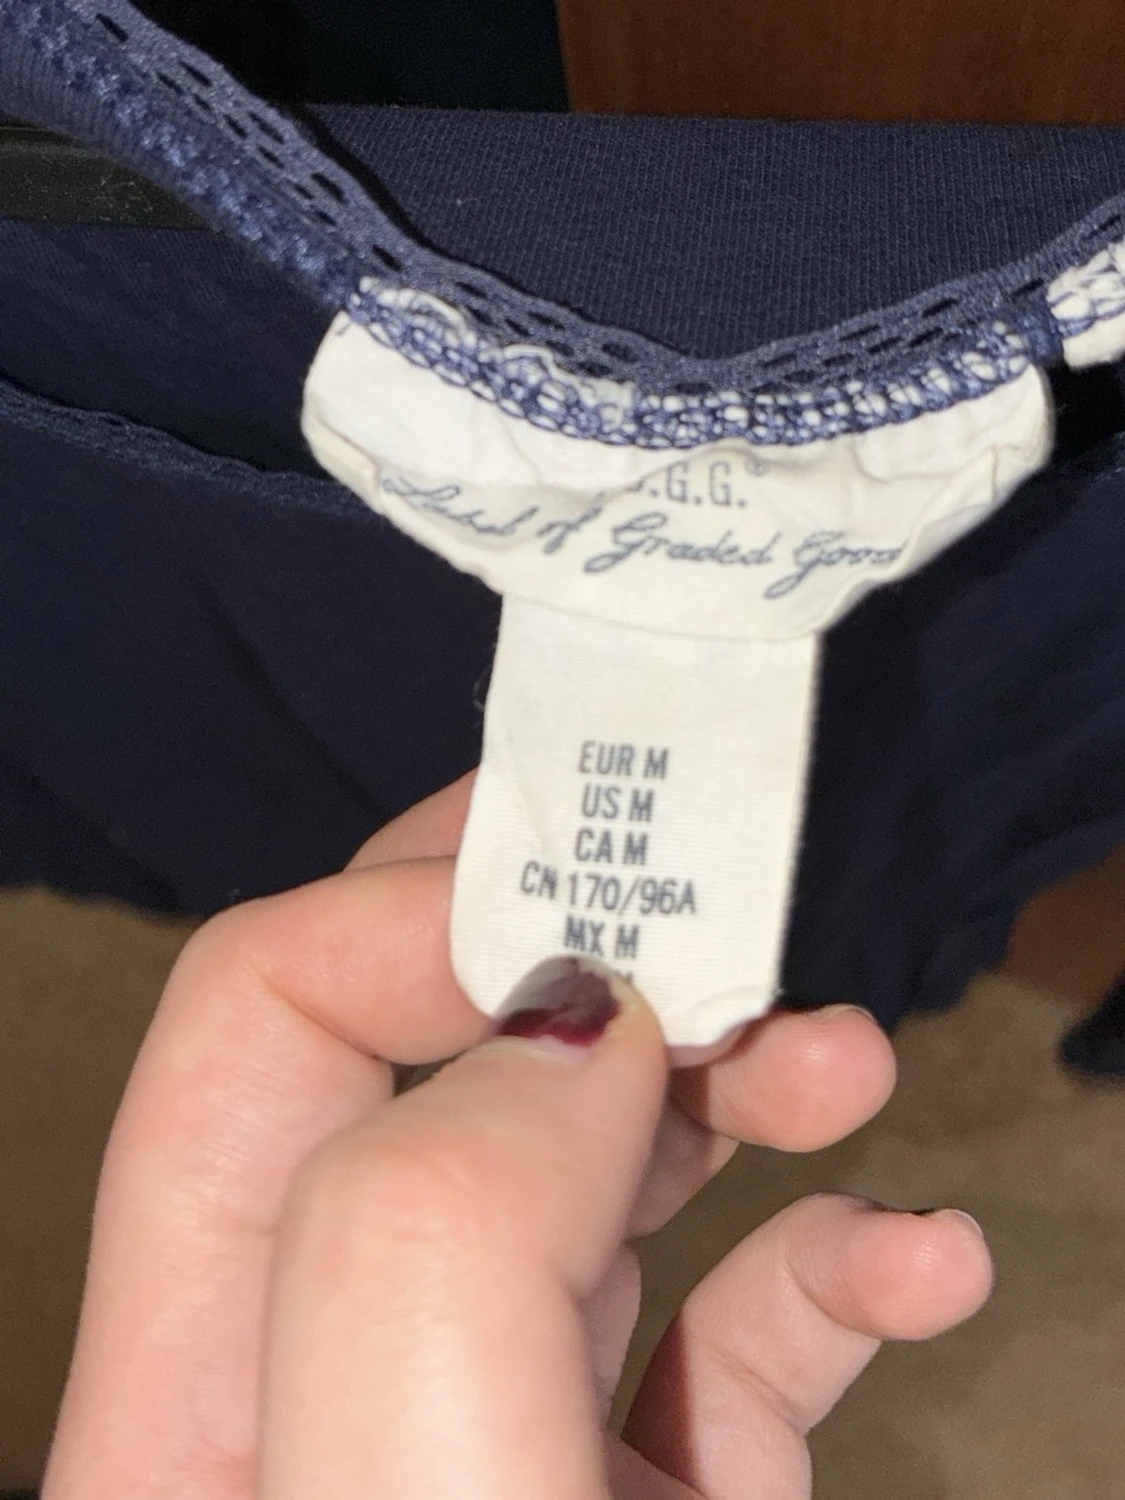 .G.G.®
Label of Graded Goods
EUR M
US M
CA M
CN 170/96A
MX M